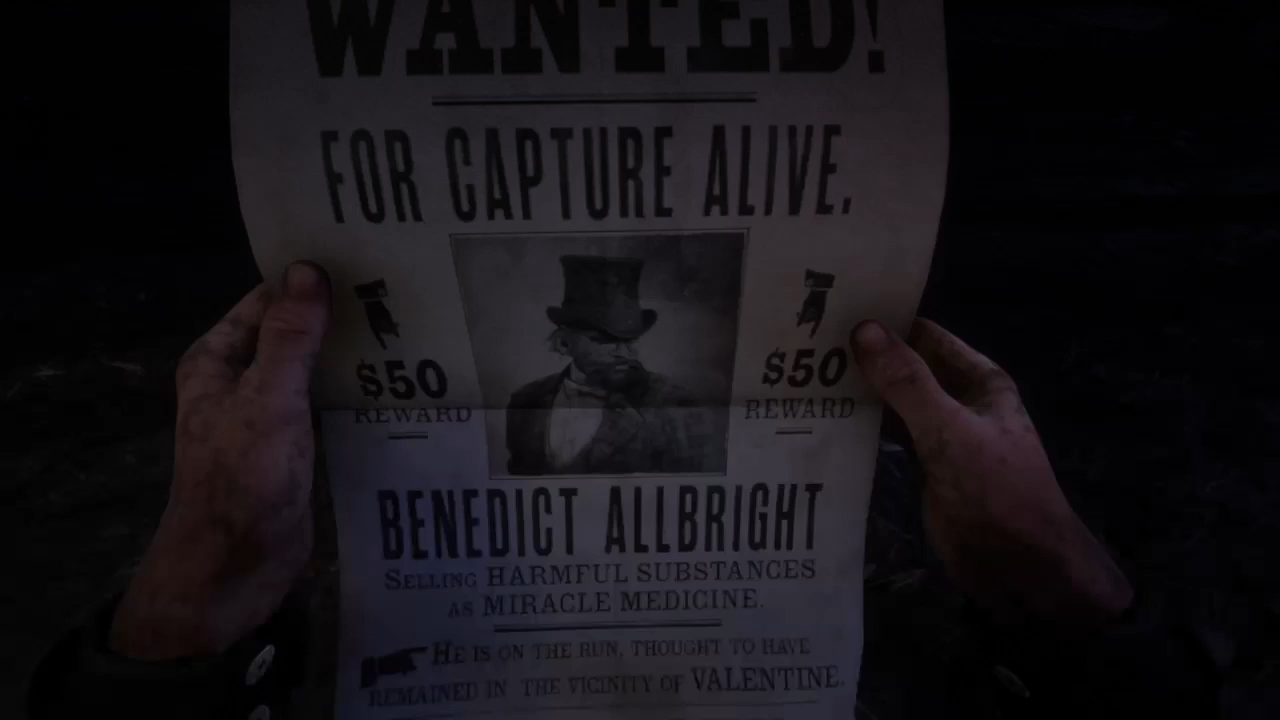 WANTED!
FOR CAPTURE ALIVE.
$50 $50
REWARD REWARD
BENEDICT ALLBRIGHT
SELLING HARMFUL SUBSTANCES
AS MIRACLE MEDICINE.
HE IS ON THE RUN, THOUGHT TO HAVE
REMAINED IN THE VICINITY OF VALENTINE.